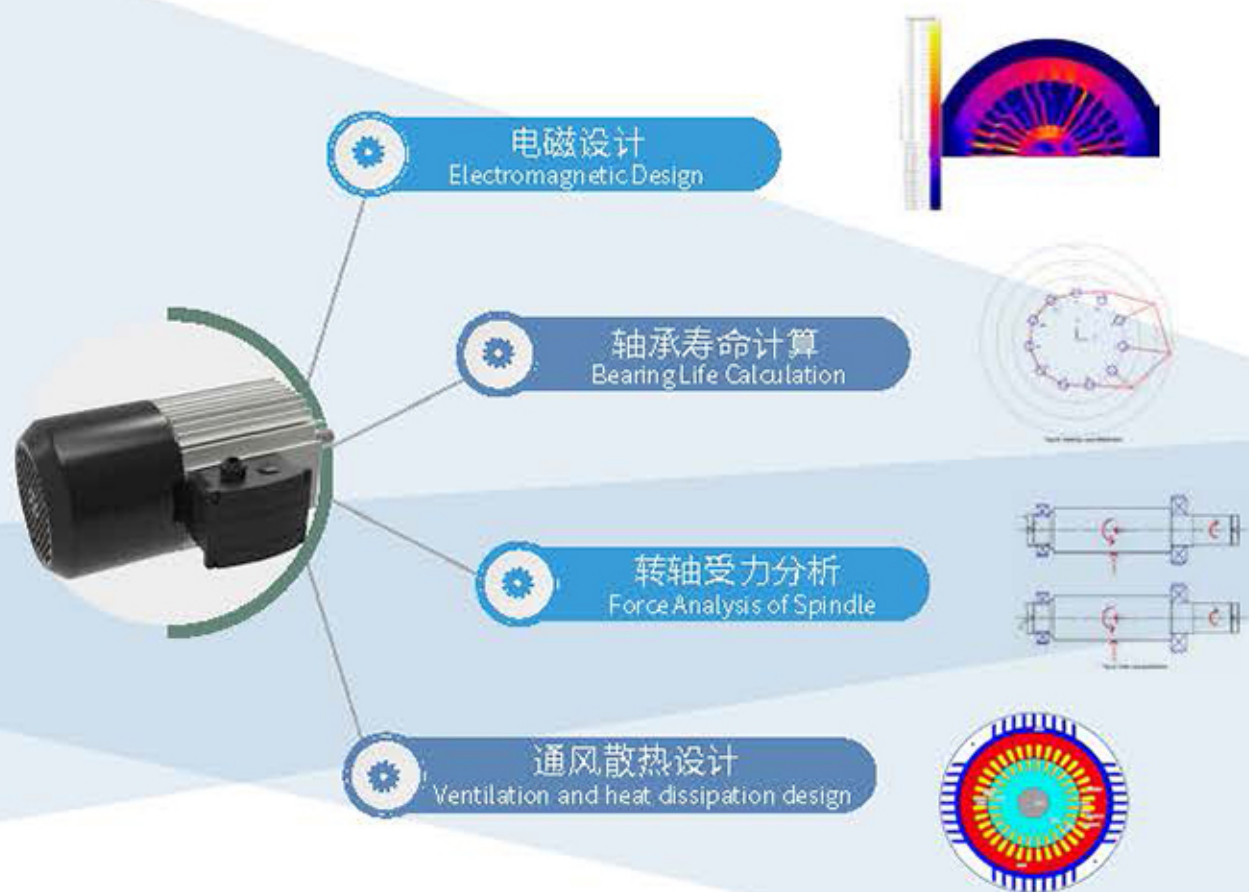 电磁设计
Electromagnetic Design
轴承寿命计算
Bearing Life Calculation
转轴受力分析
Force Analysis of Spindle
通风散热设计
Ventilation and heat dissipation design